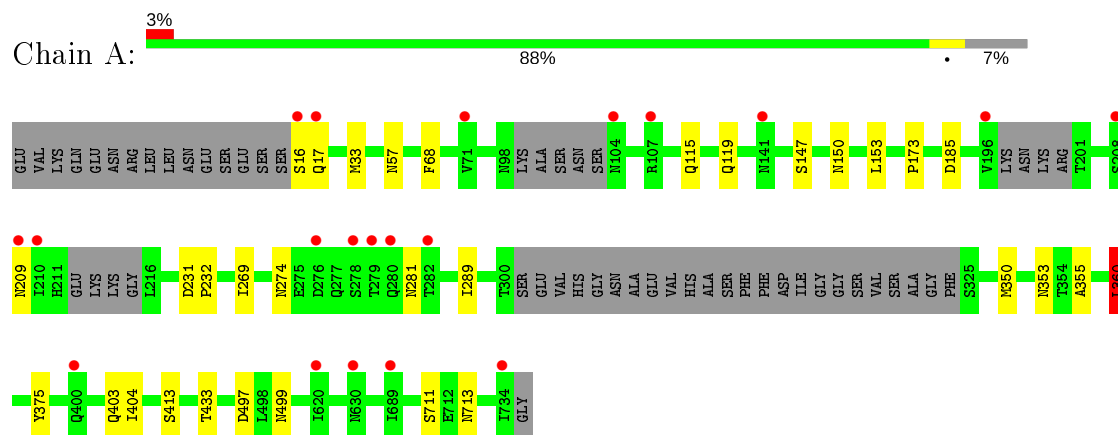 3%
Chain A:
88%
7%
GLU VAL LYS GLN GLU ASN ARG LEU LEU ASN GLU SER GLU SER SER S16 Q17 M33 N57 F68 V71 N98 LYS ALA SER ASN SER N104 R107 Q115 Q119 N141 S147 N150 L153 P173 D185 V196 LYS ASN LYS ARG T201 S208
N209 I210 H211 GLU LYS LYS GLY L216 D231 P232 I269 N274 E275 D276 Q277 S278 T279 Q280 N281 T282 I289 T300 SER GLU VAL HIS GLY ASN ALA GLU VAL HIS ALA SER PHE PHE ASP ILE GLY GLY SER VAL SER ALA GLY PHE S325 M350 N353 T354 A355
Y375 Q400 Q403 I404 S413 T433 D497 L498 N499 I620 N630 I689 S711 E712 N713 I734 GLY